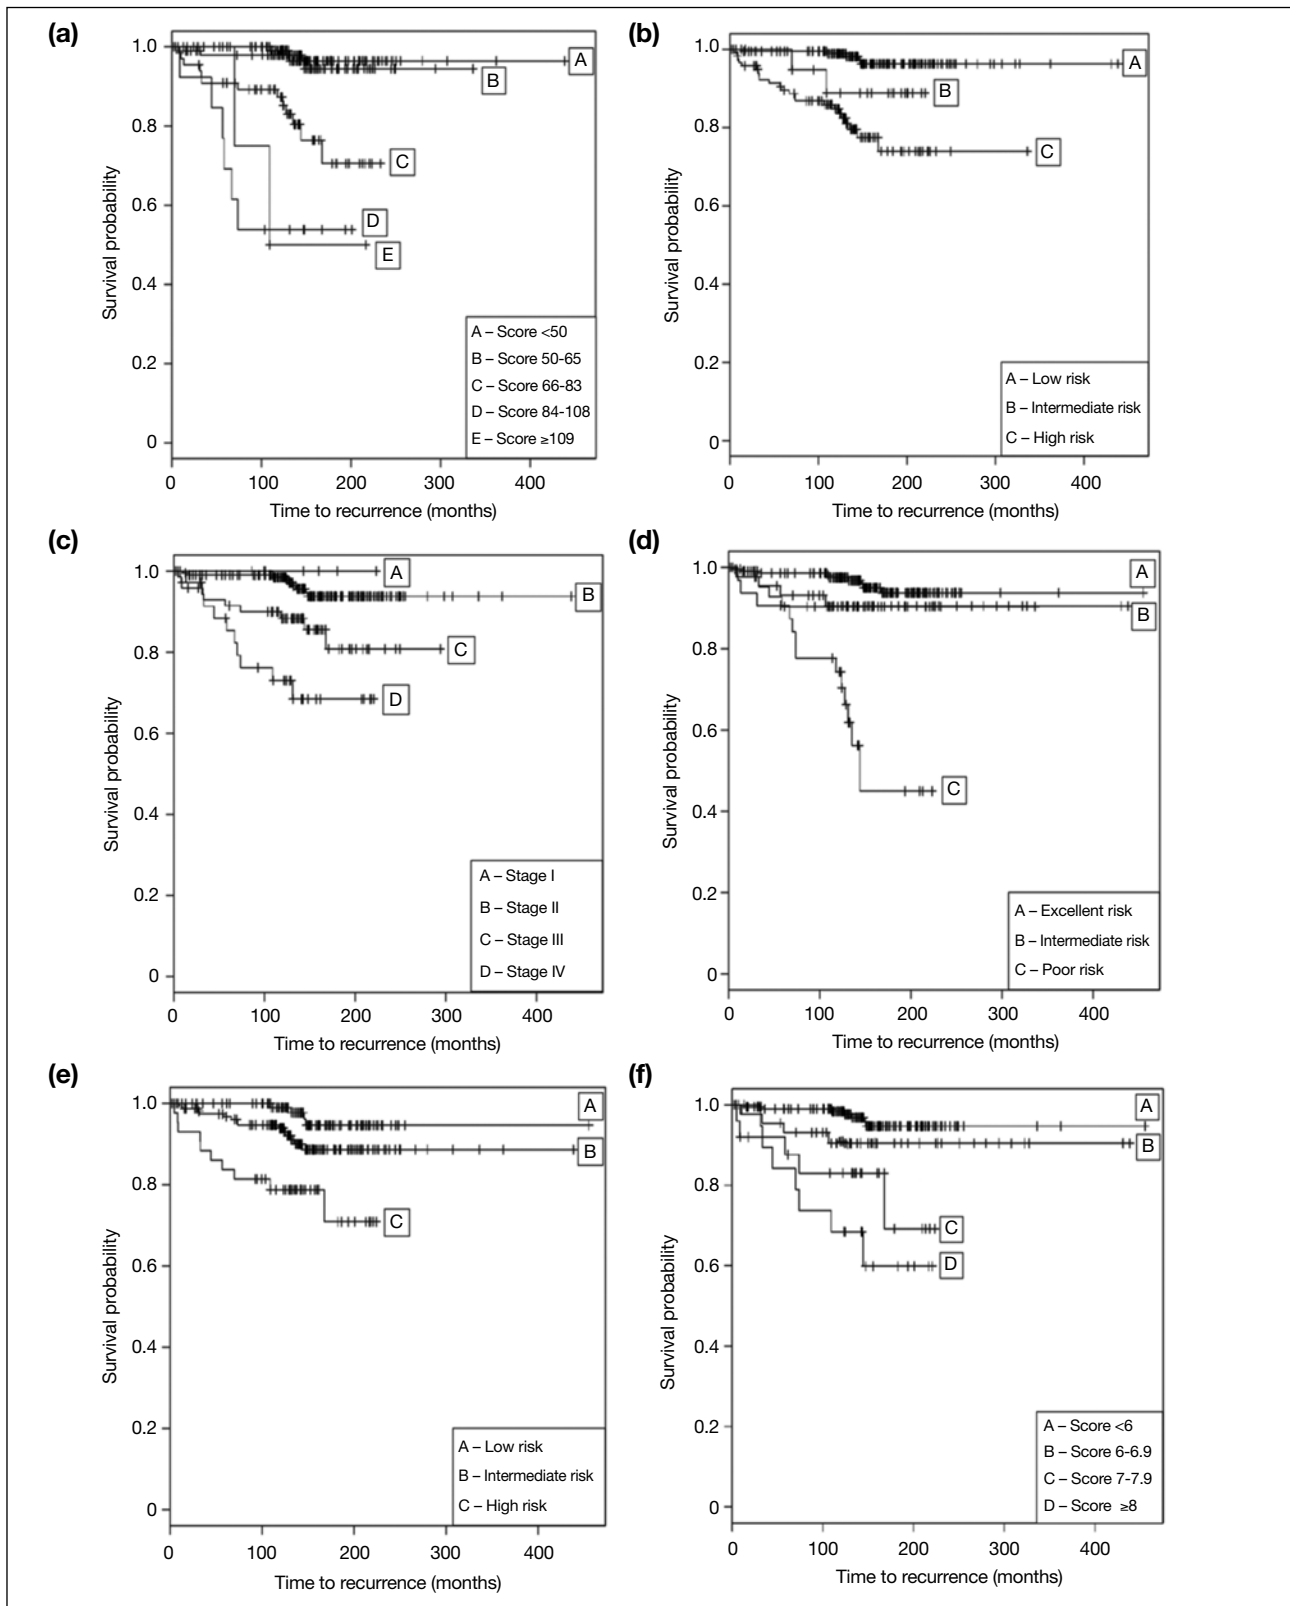 (a)
1.0
0.8
0.6
0.4
0.2
0
Survival probability
A
B
C
D
E
A – Score <50
B – Score 50-65
C – Score 66-83
D – Score 84-108
E – Score ≥109
0 100 200 300 400
Time to recurrence (months)
(b)
1.0
0.8
0.6
0.4
0.2
0
Survival probability
A
B
C
A – Low risk
B – Intermediate risk
C – High risk
0 100 200 300 400
Time to recurrence (months)
(c)
1.0
0.8
0.6
0.4
0.2
0
Survival probability
A
B
C
D
A – Stage I
B – Stage II
C – Stage III
D – Stage IV
0 100 200 300 400
Time to recurrence (months)
(d)
1.0
0.8
0.6
0.4
0.2
0
Survival probability
A
B
C
A – Excellent risk
B – Intermediate risk
C – Poor risk
0 100 200 300 400
Time to recurrence (months)
(e)
1.0
0.8
0.6
0.4
0.2
0
Survival probability
A
B
C
A – Low risk
B – Intermediate risk
C – High risk
0 100 200 300 400
Time to recurrence (months)
(f)
1.0
0.8
0.6
0.4
0.2
0
Survival probability
A
B
C
D
A – Score <6
B – Score 6-6.9
C – Score 7-7.9
D – Score ≥8
0 100 200 300 400
Time to recurrence (months)